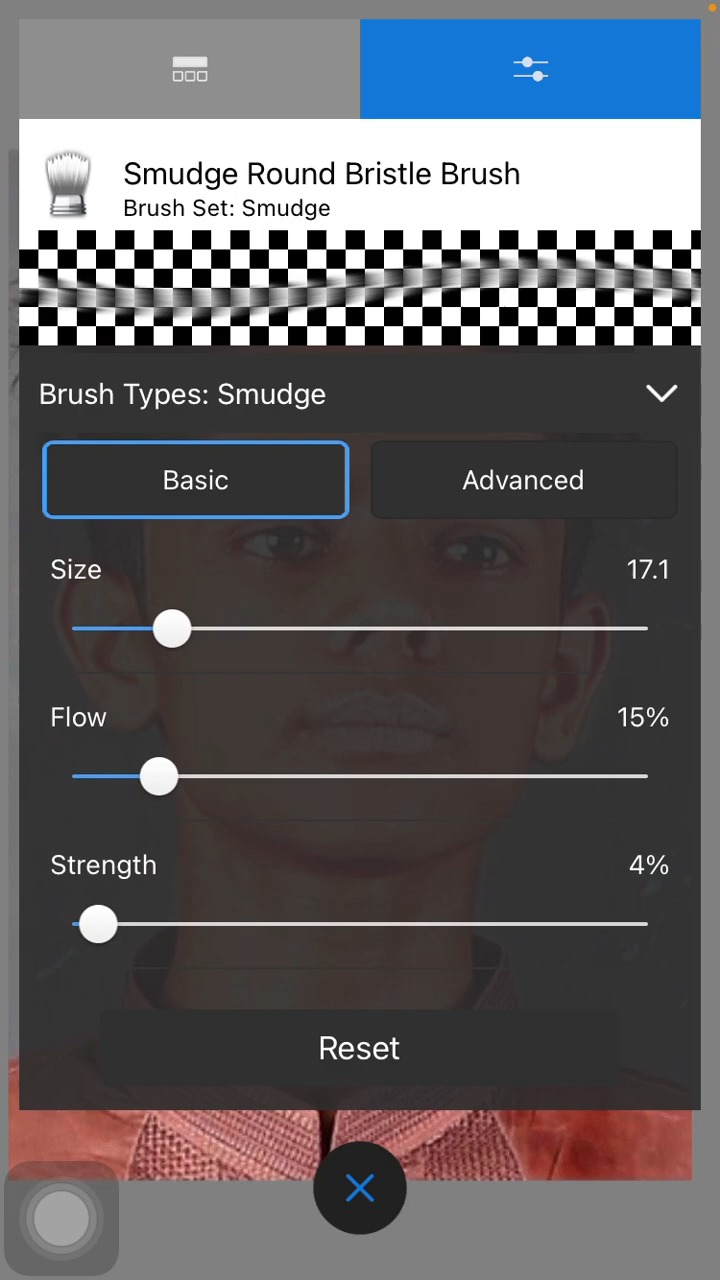 Smudge Round Bristle Brush
Brush Set: Smudge
Brush Types: Smudge
Basic Advanced
Size 17.1
Flow 15%
Strength 4%
Reset